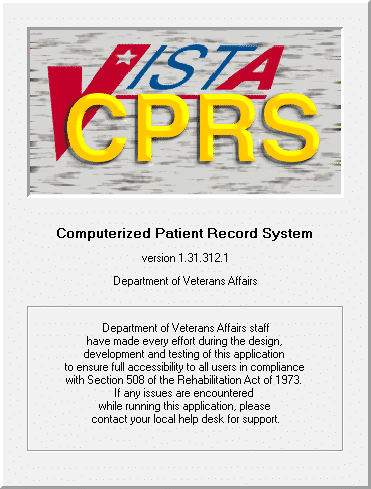 VISTA
CPRS
Computerized Patient Record System
version 1.31.312.1
Department of Veterans Affairs
Department of Veterans Affairs staff
have made every effort during the design,
development and testing of this application
to ensure full accessibility to all users in compliance
with Section 508 of the Rehabilitation Act of 1973.
If any issues are encountered
while running this application, please
contact your local help desk for support.